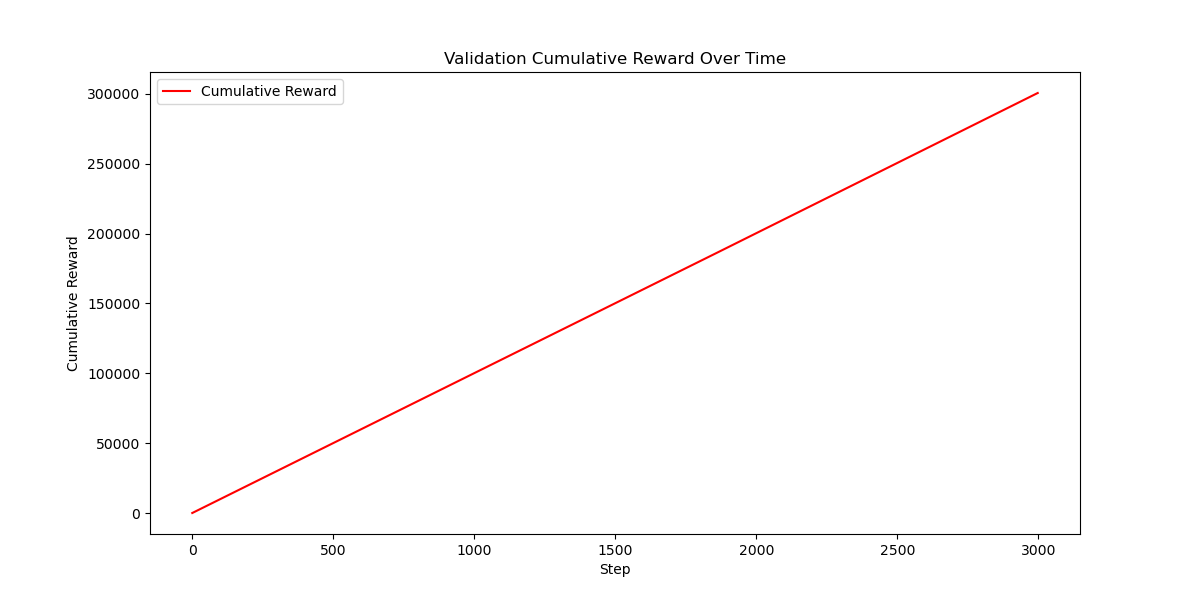 Validation Cumulative Reward Over Time
Cumulative Reward
300000
250000
200000
150000
100000
50000
0
Cumulative Reward
0 500 1000 1500 2000 2500 3000
Step